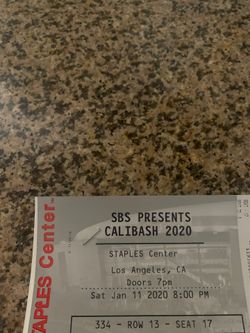 SBS PRESENTS
CALIBASH 2020
STAPLES Center
Los Angeles, CA
Doors 7pm
Sat Jan 11 2020 8:00 PM
334 - ROW 13 - SEAT 17
STAPLES Center